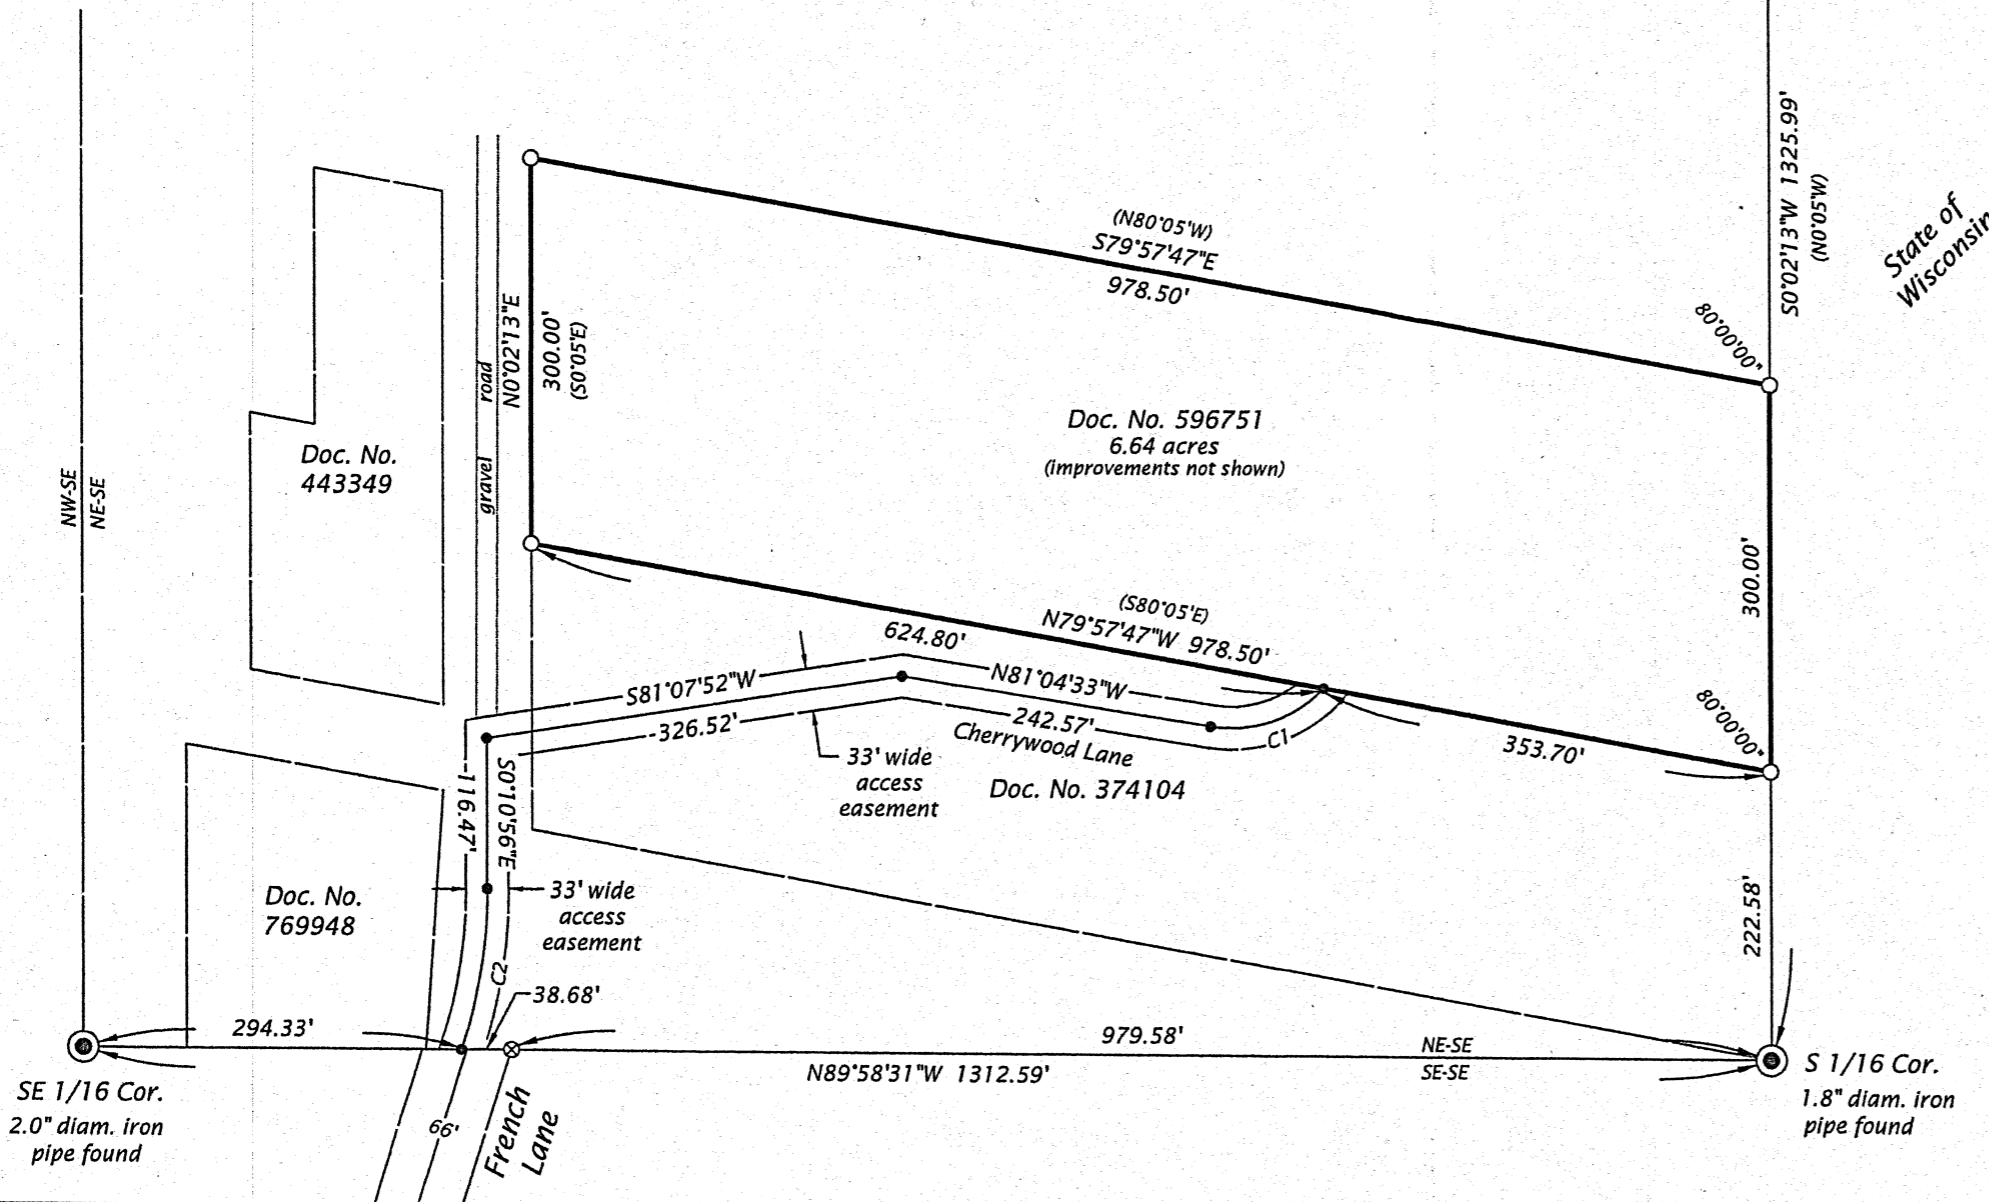 S0°02'13"W 1325.99'
(N0°05'W)
State of
Wisconsin
(N80°05'W)
S79°57'47"E
978.50'
80°00'00"
N0°02'13"E
300.00'
(S0°05'E)
gravel road
Doc. No.
443349
NW-SE
NE-SE
Doc. No. 596751
6.64 acres
(improvements not shown)
300.00'
(S80°05'E)
N79°57'47"W 978.50'
624.80'
353.70'
80°00'00"
S81°07'52"W
326.52'
N81°04'33"W
242.57'
Cherrywood Lane
C1
33' wide
access
easement
Doc. No. 374104
116.47'
S0°10'56"E
33' wide
access
easement
Doc. No.
769948
C2
38.68'
222.58'
294.33'
979.58'
NE-SE
SE-SE
N89°58'31"W 1312.59'
SE 1/16 Cor.
2.0" diam. iron
pipe found
S 1/16 Cor.
1.8" diam. iron
pipe found
66'
French
Lane